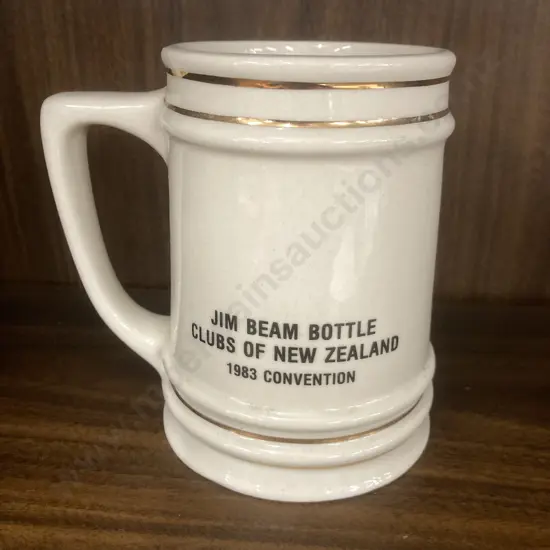 JIM BEAM BOTTLE
CLUBS OF NEW ZEALAND
1983 CONVENTION